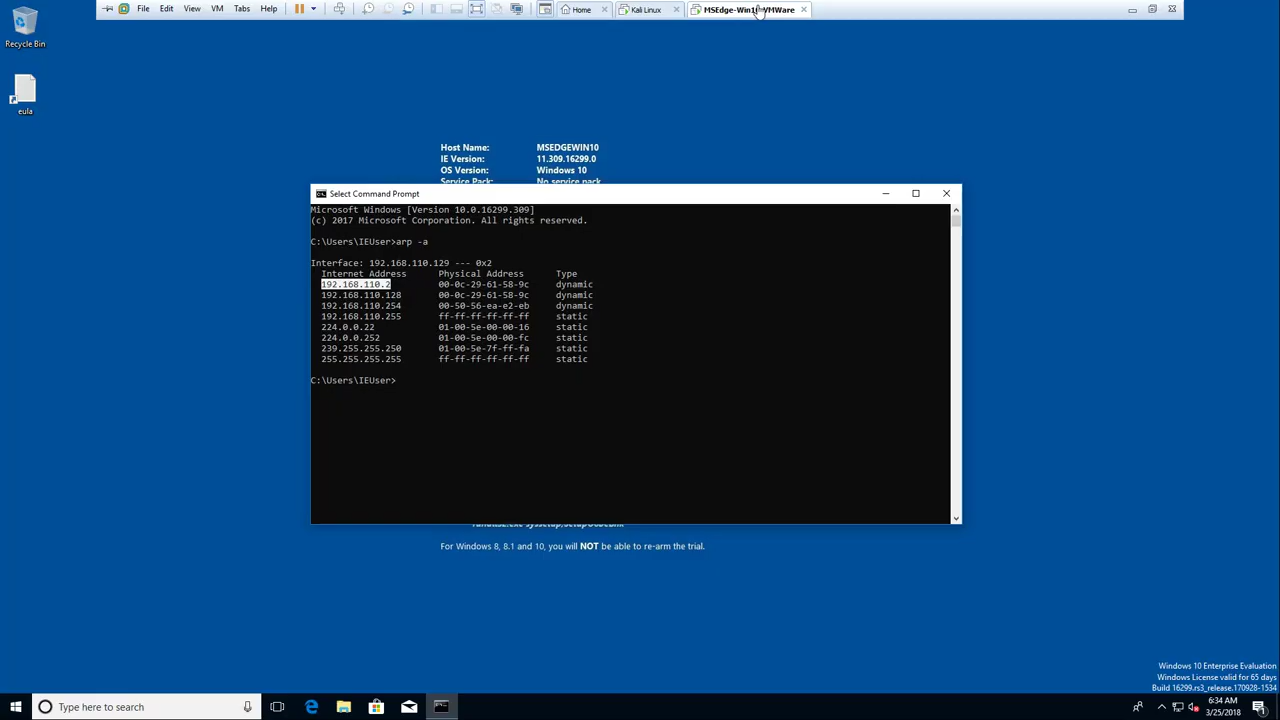 File Edit View VM Tabs Help Home Kali Linux MSEdge-Win10-VMWare
Recycle Bin
eula
Host Name: MSEDGEWIN10
IE Version: 11.309.16299.0
OS Version: Windows 10
Service Pack: No service pack
Select Command Prompt
Microsoft Windows [Version 10.0.16299.309]
(c) 2017 Microsoft Corporation. All rights reserved.
C:\Users\IEUser>arp -a
Interface: 192.168.110.129 --- 0x2
Internet Address Physical Address Type
192.168.110.2 00-0c-29-61-58-9c dynamic
192.168.110.128 00-0c-29-61-58-9c dynamic
192.168.110.254 00-50-56-ea-e2-eb dynamic
192.168.110.255 ff-ff-ff-ff-ff-ff static
224.0.0.22 01-00-5e-00-00-16 static
224.0.0.252 01-00-5e-00-00-fc static
239.255.255.250 01-00-5e-7f-ff-fa static
255.255.255.255 ff-ff-ff-ff-ff-ff static
C:\Users\IEUser>
For Windows 8, 8.1 and 10, you will NOT be able to re-arm the trial.
Windows 10 Enterprise Evaluation
Windows License valid for 65 days
Build 16299.rs3_release.170928-1534
Type here to search
6:34 AM
3/25/2018
1